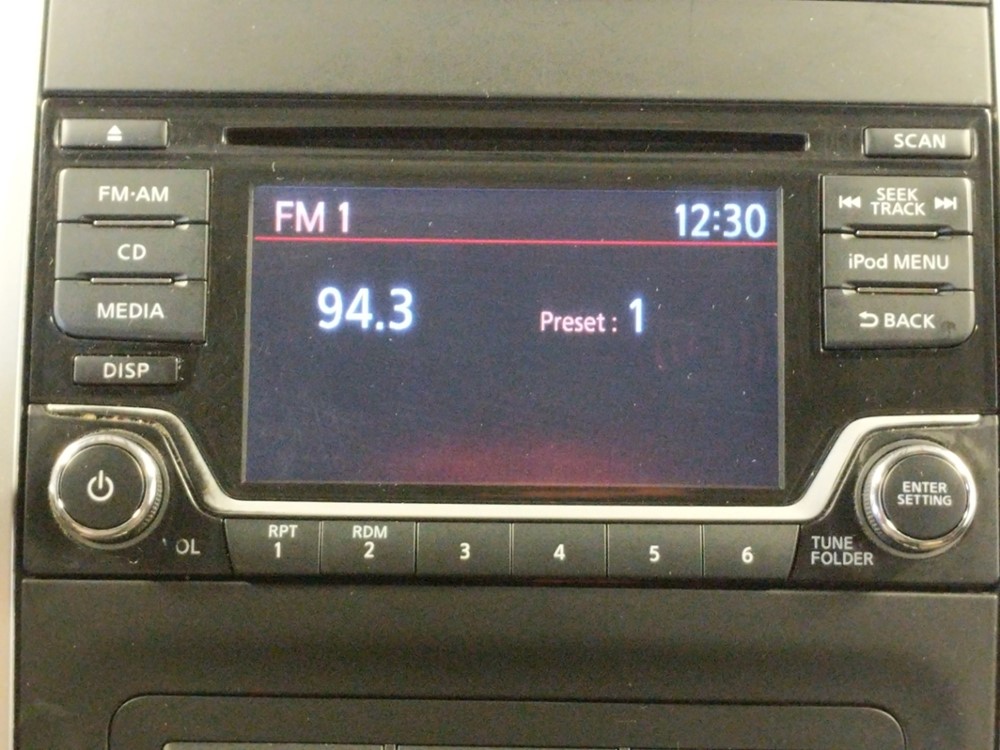 SCAN
FM·AM
SEEK
TRACK
FM 1 12:30
CD
iPod MENU
94.3 Preset : 1
MEDIA
BACK
DISP
ENTER
SETTING
RPT
1
RDM
2
3
4
5
6
OL
TUNE
FOLDER